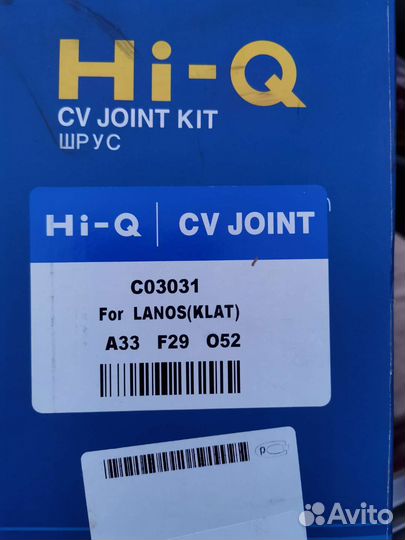 Hi-Q
CV JOINT KIT
ШРУС
Hi-Q | CV JOINT
C03031
For LANOS(KLAT)
A33 F29 O52
Avito